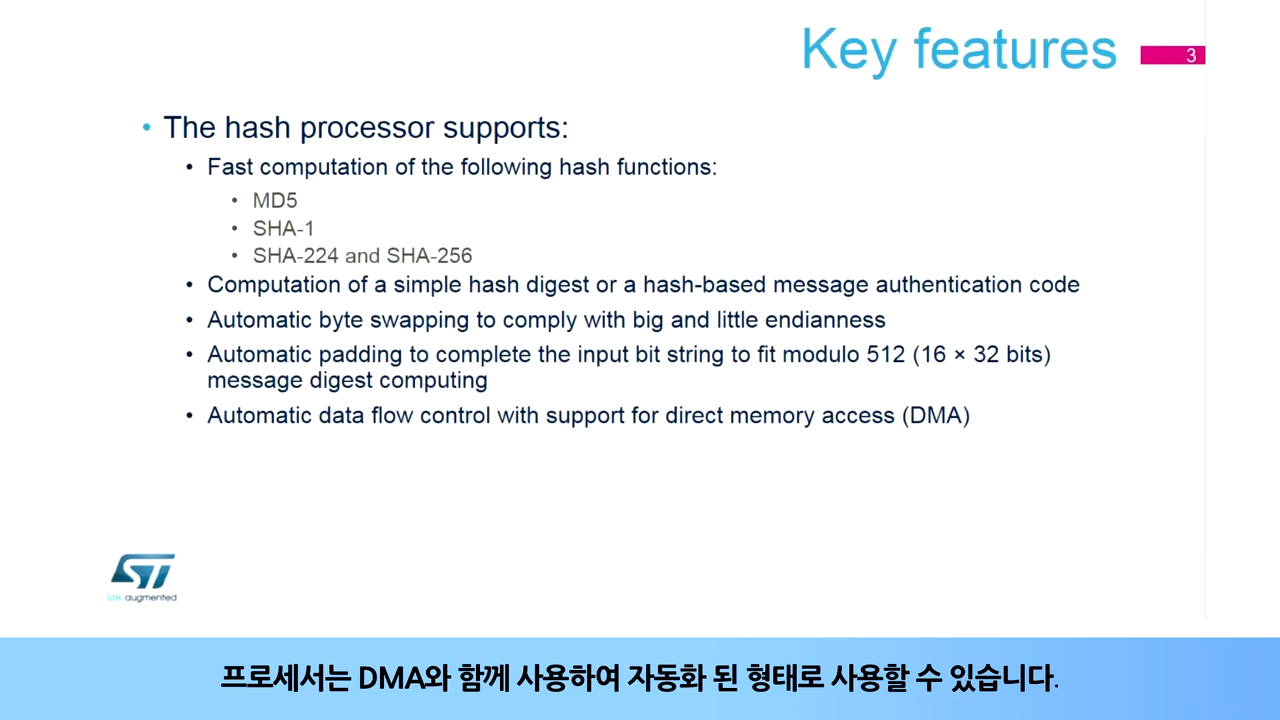 Key features
3
• The hash processor supports:
• Fast computation of the following hash functions:
• MD5
• SHA-1
• SHA-224 and SHA-256
• Computation of a simple hash digest or a hash-based message authentication code
• Automatic byte swapping to comply with big and little endianness
• Automatic padding to complete the input bit string to fit modulo 512 (16 × 32 bits)
message digest computing
• Automatic data flow control with support for direct memory access (DMA)
ST
life.augmented
프로세서는 DMA와 함께 사용하여 자동화 된 형태로 사용할 수 있습니다.